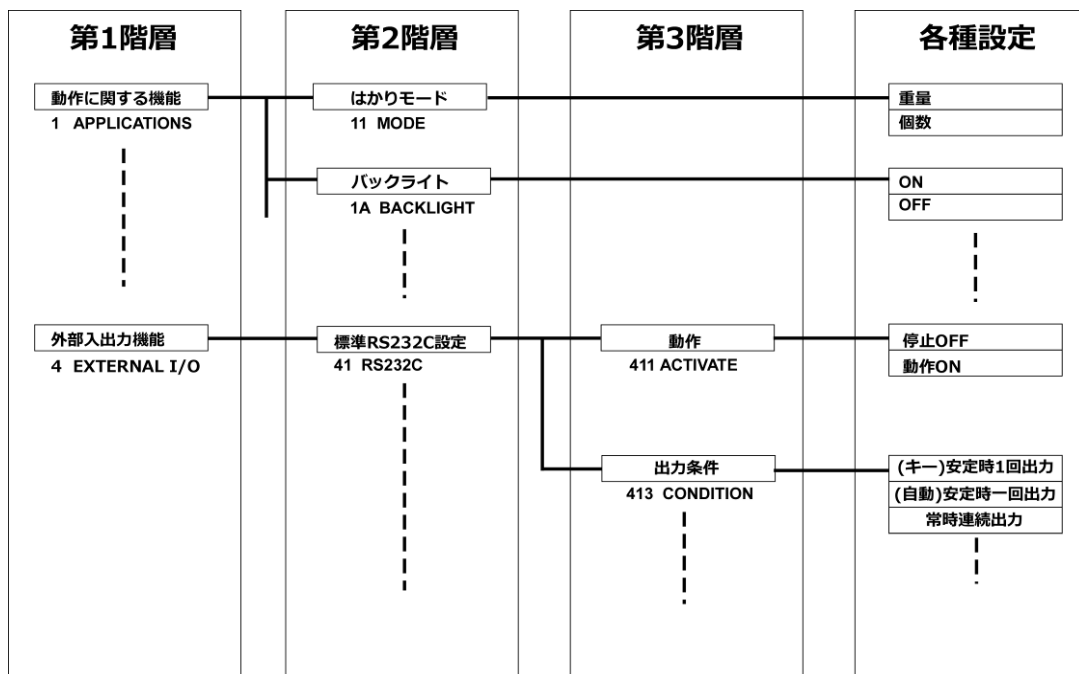 第1階層
第2階層
第3階層
各種設定
動作に関する機能
1 APPLICATIONS
はかりモード
11 MODE
重量
個数
バックライト
1A BACKLIGHT
ON
OFF
外部入出力機能
4 EXTERNAL I/O
標準RS232C設定
41 RS232C
動作
411 ACTIVATE
停止OFF
動作ON
出力条件
413 CONDITION
(キー)安定時1回出力
(自動)安定時一回出力
常時連続出力